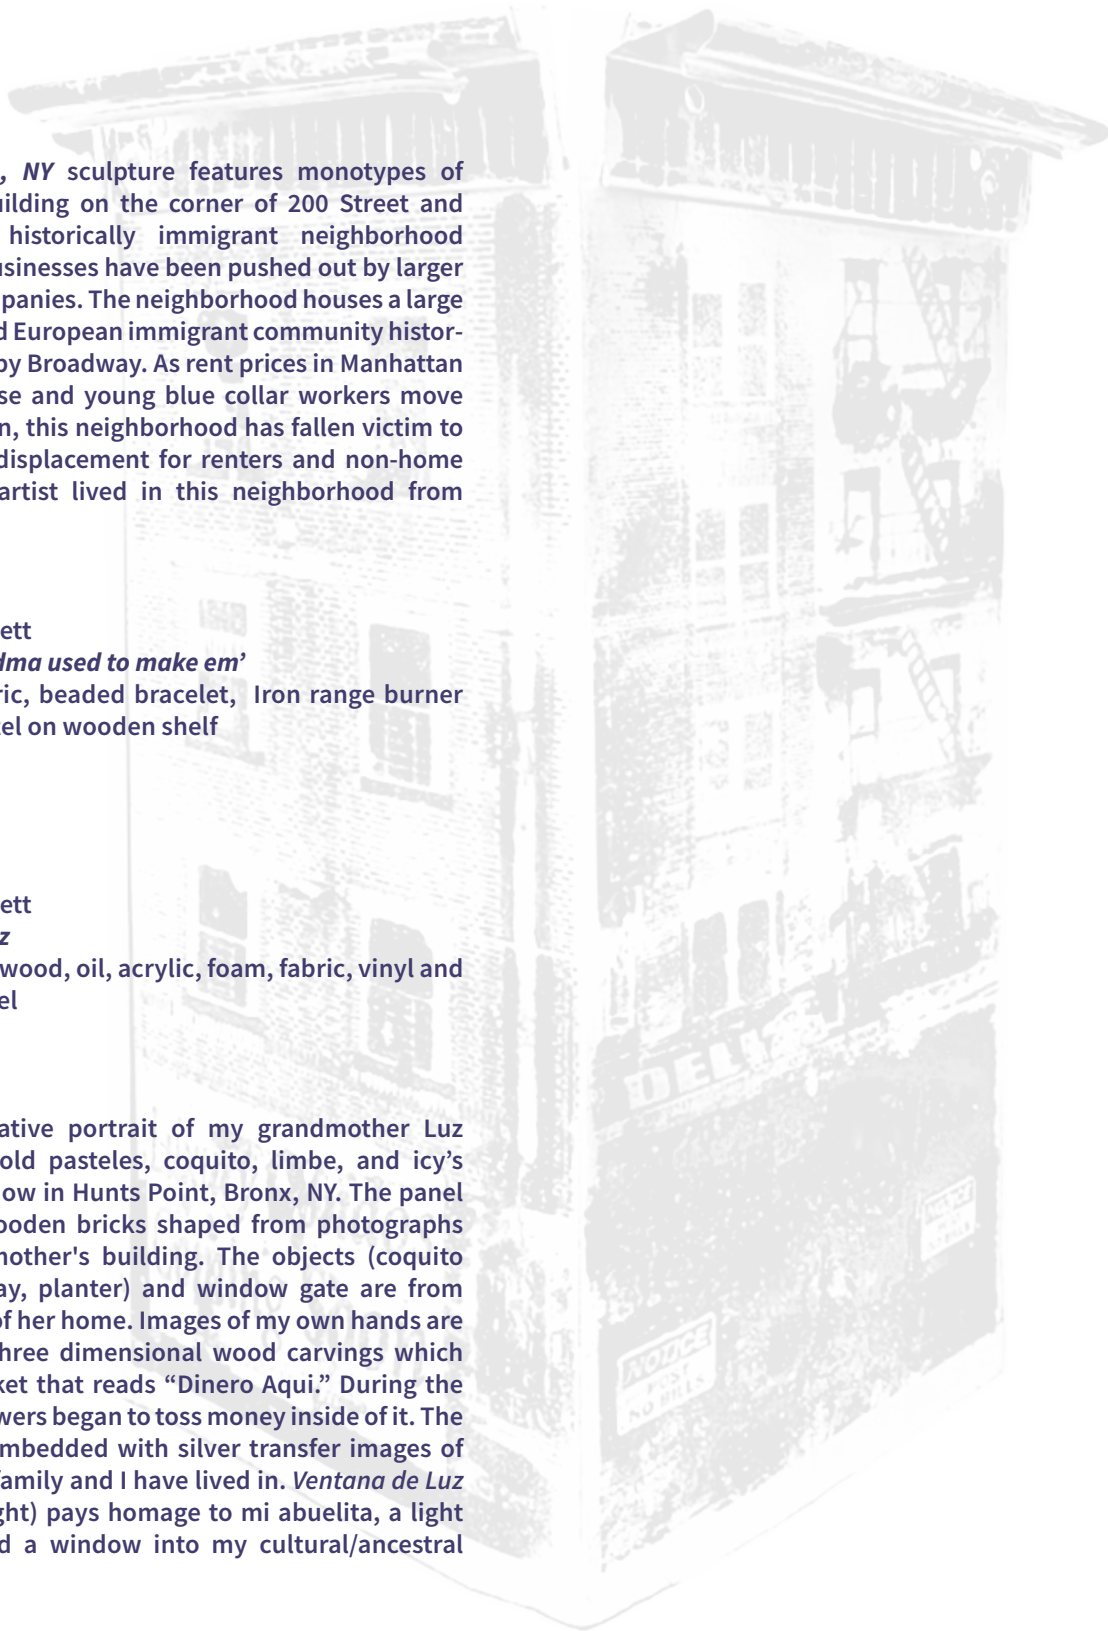 , NY sculpture features monotypes of
uilding on the corner of 200 Street and
historically immigrant neighborhood
usinesses have been pushed out by larger
panies. The neighborhood houses a large
d European immigrant community histor-
by Broadway. As rent prices in Manhattan
se and young blue collar workers move
n, this neighborhood has fallen victim to
displacement for renters and non-home
artist lived in this neighborhood from
ett
dma used to make em’
ric, beaded bracelet, Iron range burner
tel on wooden shelf
ett
z
wood, oil, acrylic, foam, fabric, vinyl and
el
ative portrait of my grandmother Luz
old pasteles, coquito, limbe, and icy’s
low in Hunts Point, Bronx, NY. The panel
ooden bricks shaped from photographs
mother's building. The objects (coquito
ay, planter) and window gate are from
of her home. Images of my own hands are
three dimensional wood carvings which
ket that reads “Dinero Aqui.” During the
wers began to toss money inside of it. The
embedded with silver transfer images of
family and I have lived in. Ventana de Luz
ght) pays homage to mi abuelita, a light
d a window into my cultural/ancestral
DELI
NOTICE
POST
NO BILLS